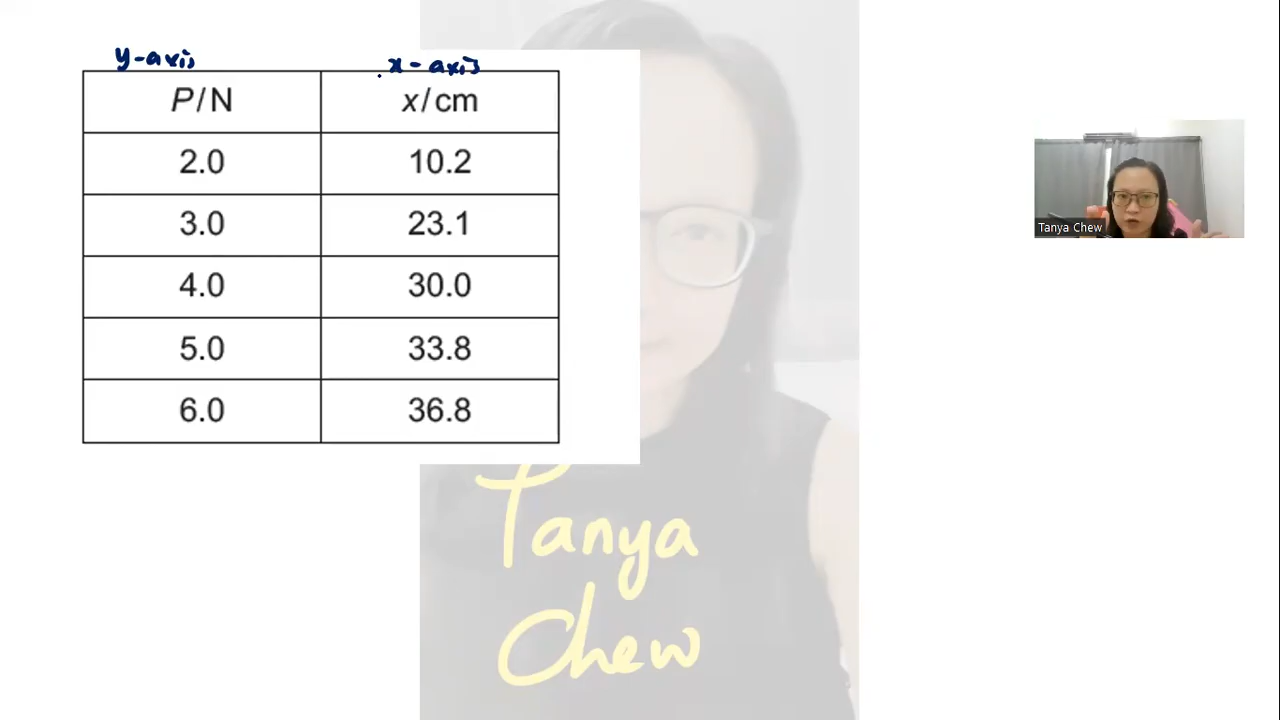 y-axis x-axis
P/N x/cm
2.0 10.2
3.0 23.1
4.0 30.0
5.0 33.8
6.0 36.8
Tanya Chew
Tanya
Chew